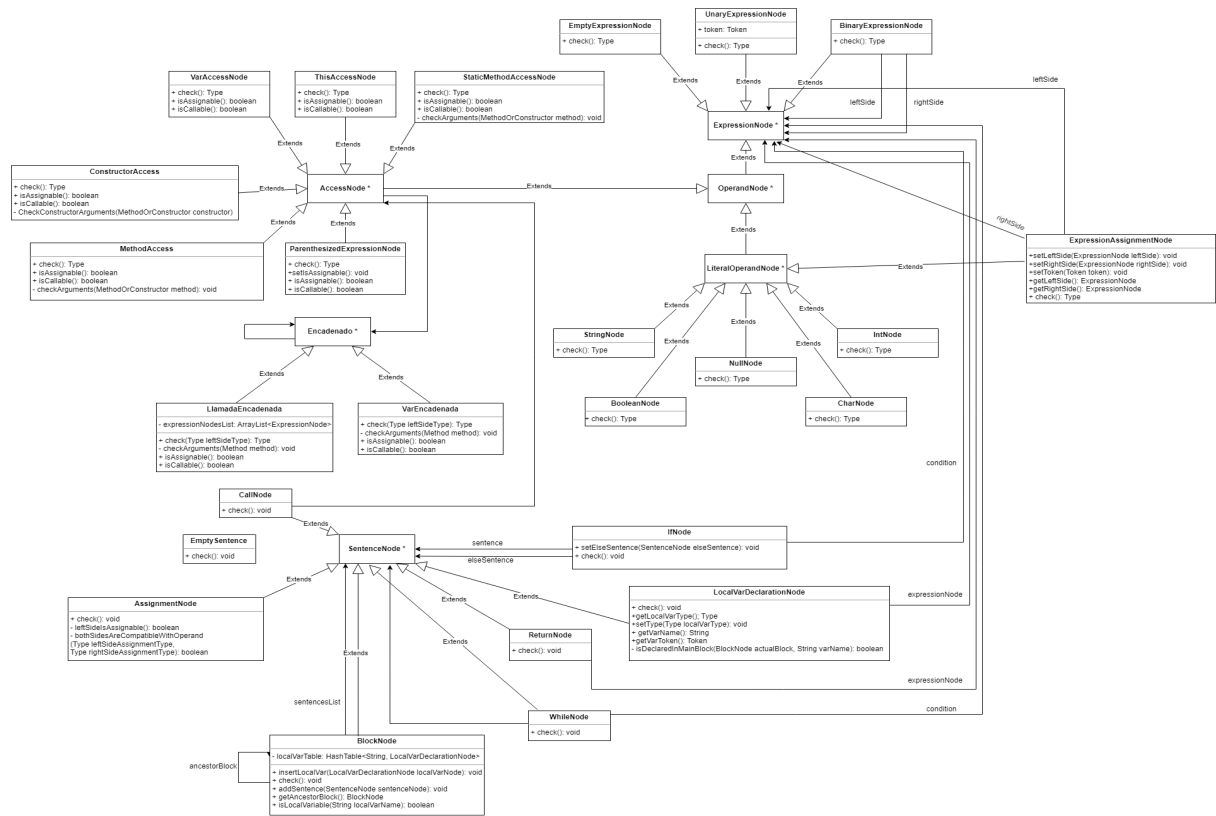 UnaryExpressionNode
+ token: Token
+ check(): Type
EmptyExpressionNode
+ check(): Type
BinaryExpressionNode
+ check(): Type
Extends
Extends
Extends
leftSide
rightSide
leftSide
VarAccessNode
+ check(): Type
+ isAssignable(): boolean
+ isCallable(): boolean
ThisAccessNode
+ check(): Type
+ isAssignable(): boolean
+ isCallable(): boolean
StaticMethodAccessNode
+ check(): Type
+ isAssignable(): boolean
+ isCallable(): boolean
- checkArguments(MethodOrConstructor method): void
ExpressionNode *
Extends
Extends
Extends
Extends
ConstructorAccess
+ check(): Type
+ isAssignable(): boolean
+ isCallable(): boolean
- CheckConstructorArguments(MethodOrConstructor constructor)
Extends
AccessNode *
Extends
OperandNode *
Extends
Extends
Extends
rightSide
MethodAccess
+ check(): Type
+ isAssignable(): boolean
+ isCallable(): boolean
- checkArguments(MethodOrConstructor method): void
ParenthesizedExpressionNode
+ check(): Type
+setIsAssignable(): void
+ isAssignable(): boolean
+ isCallable(): boolean
LiteralOperandNode *
Extends
ExpressionAssignmentNode
+setLeftSide(ExpressionNode leftSide): void
+setRightSide(ExpressionNode rightSide): void
+setToken(Token token): void
+getLeftSide(): ExpressionNode
+getRightSide(): ExpressionNode
+ check(): Type
Extends
Extends
Extends
Extends
Extends
Encadenado *
StringNode
+ check(): Type
IntNode
+ check(): Type
NullNode
+ check(): Type
Extends
Extends
BooleanNode
+ check(): Type
CharNode
+ check(): Type
LlamadaEncadenada
- expressionNodesList: ArrayList<ExpressionNode>
+ check(Type leftSideType): Type
- checkArguments(Method method): void
+ isAssignable(): boolean
+ isCallable(): boolean
VarEncadenada
+ check(Type leftSideType): Type
- checkArguments(Method method): void
+ isAssignable(): boolean
+ isCallable(): boolean
condition
CallNode
+ check(): void
Extends
EmptySentence
+ check(): void
SentenceNode *
sentence
elseSentence
IfNode
+ setElseSentence(SentenceNode elseSentence): void
+ check(): void
Extends
Extends
Extends
Extends
Extends
AssignmentNode
+ check(): void
- leftSideIsAssignable(): boolean
- bothSidesAreCompatibleWithOperand
(Type leftSideAssignmentType,
Type rightSideAssignmentType): boolean
LocalVarDeclarationNode
+ check(): void
+getLocalVarType(); Type
+setType(Type localVarType): void
+ getVarName(): String
+getVarToken(): Token
- isDeclaredInMainBlock(BlockNode actualBlock, String varName): boolean
expressionNode
ReturnNode
+ check(): void
expressionNode
sentencesList
condition
WhileNode
+ check(): void
ancestorBlock
BlockNode
- localVarTable: HashTable<String, LocalVarDeclarationNode>
+ insertLocalVar(LocalVarDeclarationNode localVarNode): void
+ check(): void
+ addSentence(SentenceNode sentenceNode): void
+ getAncestorBlock(): BlockNode
+ isLocalVariable(String localVarName): boolean